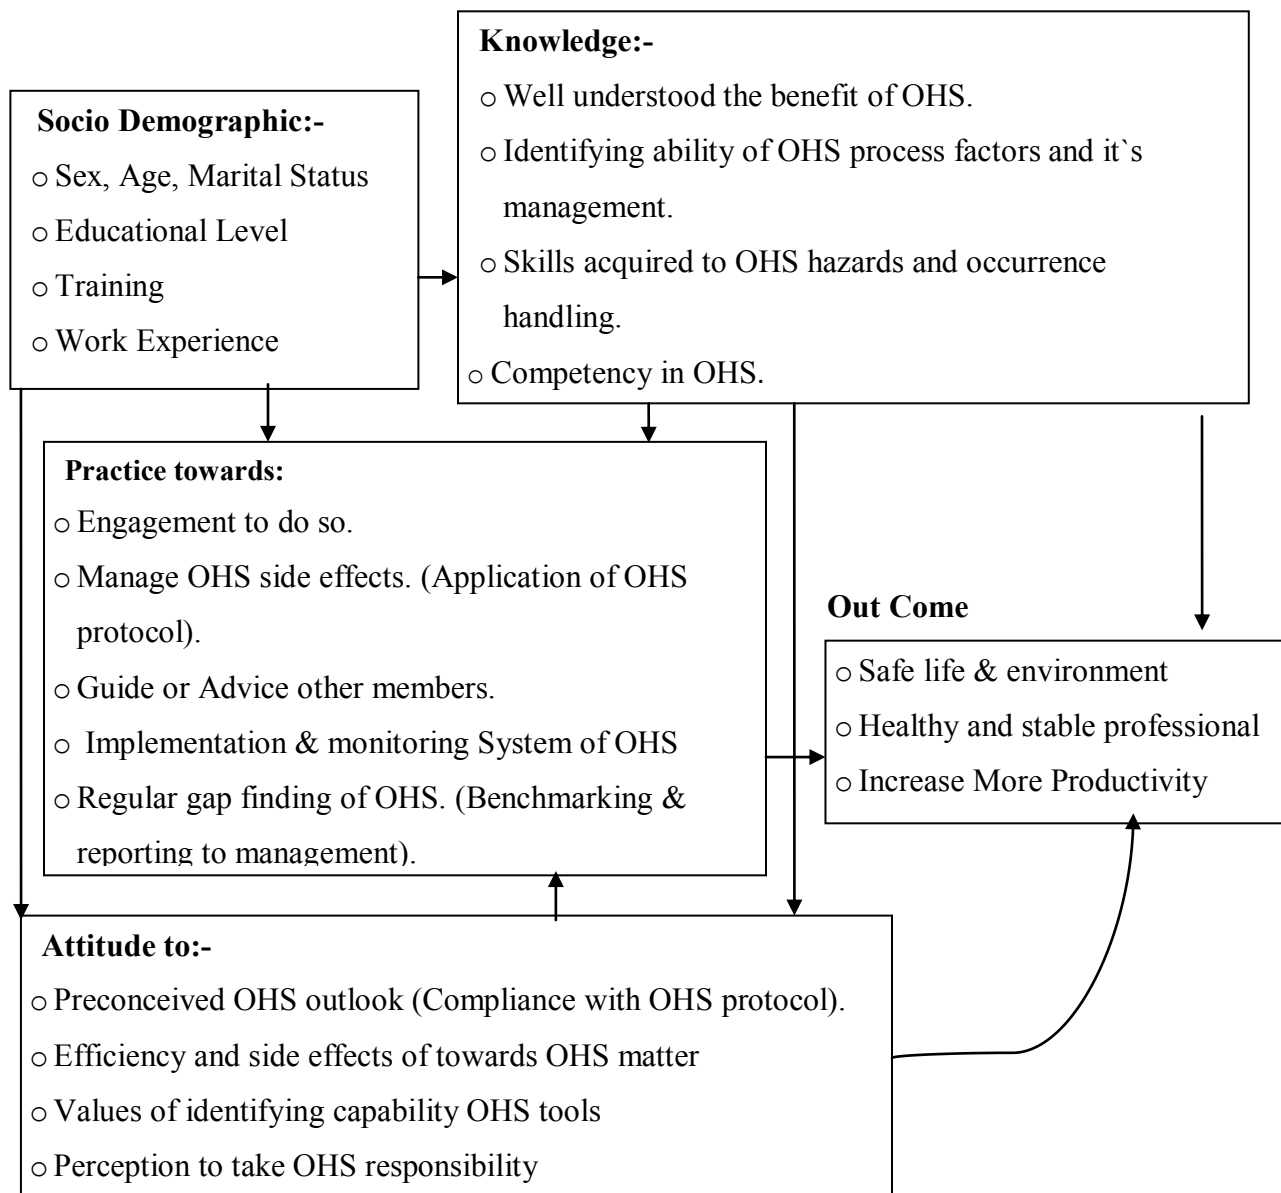 Socio Demographic:-
○ Sex, Age, Marital Status
○ Educational Level
○ Training
○ Work Experience
Knowledge:-
○ Well understood the benefit of OHS.
○ Identifying ability of OHS process factors and it`s
management.
○ Skills acquired to OHS hazards and occurrence
handling.
○ Competency in OHS.
Practice towards:
○ Engagement to do so.
○ Manage OHS side effects. (Application of OHS
protocol).
○ Guide or Advice other members.
○ Implementation & monitoring System of OHS
○ Regular gap finding of OHS. (Benchmarking &
reporting to management).
Out Come
○ Safe life & environment
○ Healthy and stable professional
○ Increase More Productivity
Attitude to:-
○ Preconceived OHS outlook (Compliance with OHS protocol).
○ Efficiency and side effects of towards OHS matter
○ Values of identifying capability OHS tools
○ Perception to take OHS responsibility